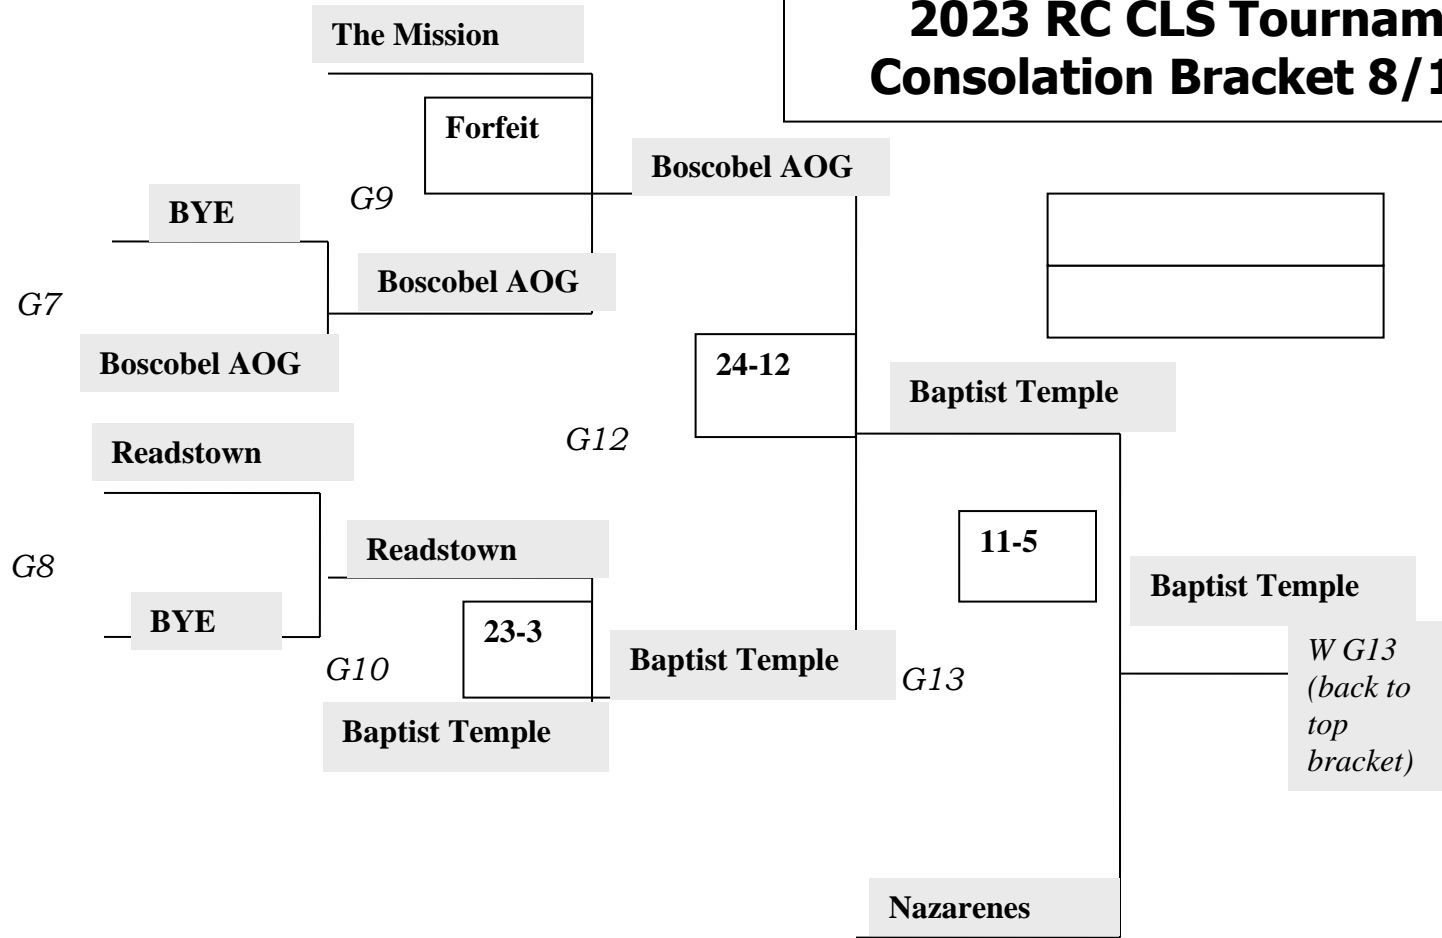 The Mission
2023 RC CLS Tournam
Consolation Bracket 8/1
Forfeit
Boscobel AOG
G9
BYE
Boscobel AOG
G7
Boscobel AOG
24-12
Baptist Temple
G12
Readstown
11-5
Readstown
G8
Baptist Temple
BYE
23-3
W G13
(back to
top
bracket)
G10
Baptist Temple
G13
Baptist Temple
Nazarenes